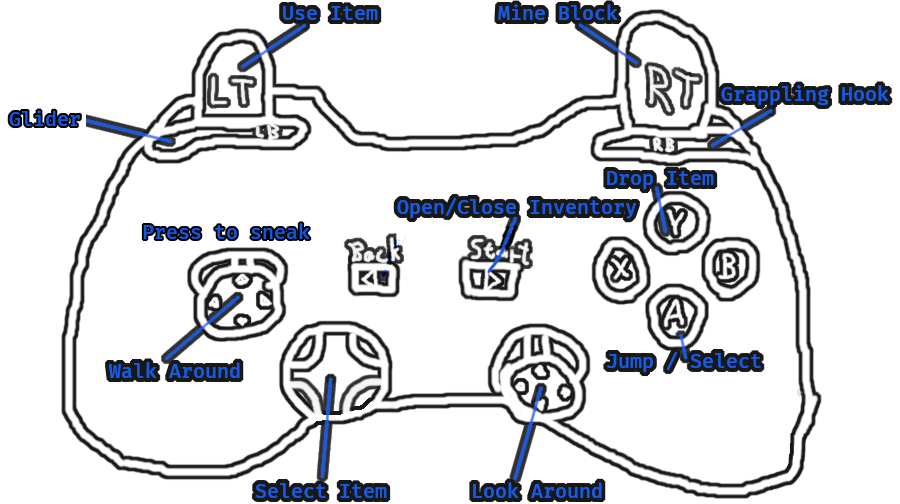 Use Item
Mine Block
LT
RT
Grappling Hook
Glider
LB
RB
Drop Item
Open/Close Inventory
Y
Press to sneak
Back
Start
X
B
<
>
A
Walk Around
Jump / Select
Select Item
Look Around